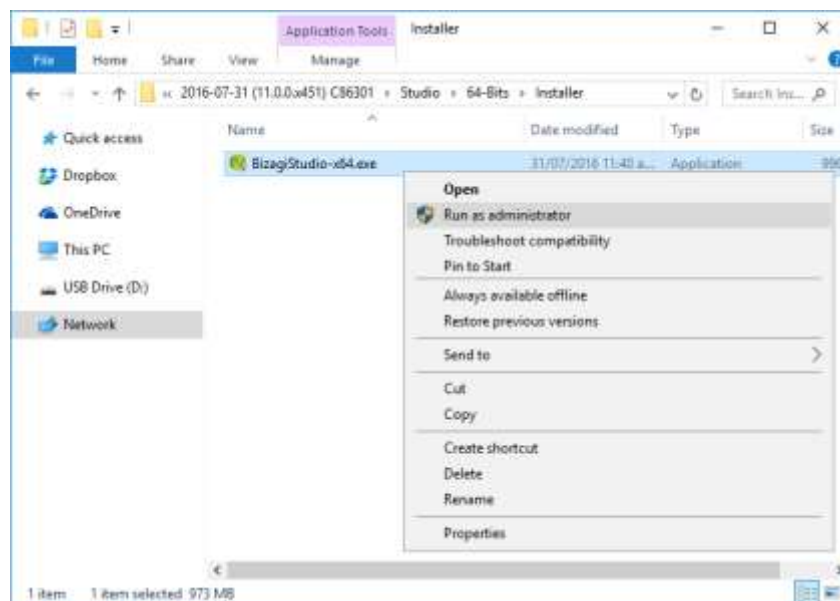 Application Tools Installer
File Home Share View Manage
« 2016-07-31 (11.0.0.x451) C86301 › Studio › 64-Bits › Installer Search Ins...
Name Date modified Type Size
Quick access
BizagiStudio-x64.exe 31/07/2016 11:40 a... Application 996
Dropbox
OneDrive
This PC
USB Drive (D:)
Network
Open
Run as administrator
Troubleshoot compatibility
Pin to Start
Always available offline
Restore previous versions
Send to
Cut
Copy
Create shortcut
Delete
Rename
Properties
1 item 1 item selected 973 MB